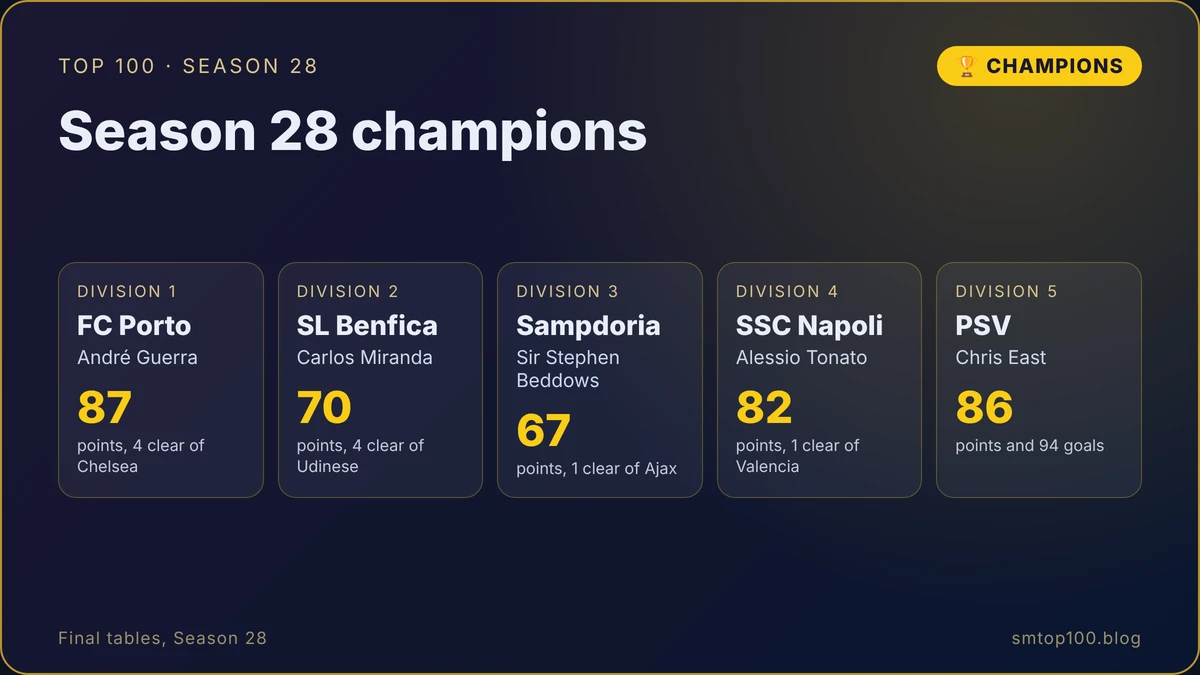 TOP 100 · SEASON 28
🏆 CHAMPIONS
Season 28 champions
DIVISION 1
FC Porto
André Guerra
87
points, 4 clear of
Chelsea
DIVISION 2
SL Benfica
Carlos Miranda
70
points, 4 clear of
Udinese
DIVISION 3
Sampdoria
Sir Stephen
Beddows
67
points, 1 clear of Ajax
DIVISION 4
SSC Napoli
Alessio Tonato
82
points, 1 clear of
Valencia
DIVISION 5
PSV
Chris East
86
points and 94 goals
Final tables, Season 28
smtop100.blog